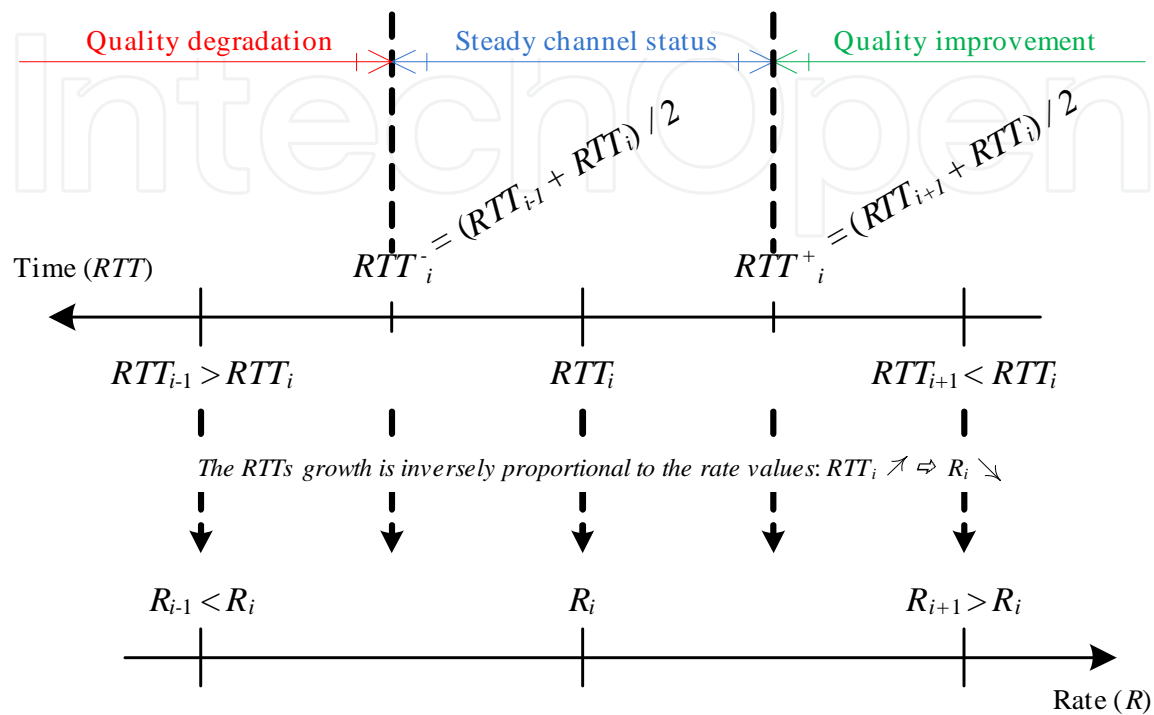 Quality degradation
Steady channel status
Quality improvement
IntechOpen
RTT⁻ᵢ = (RTTᵢ₋₁ + RTTᵢ) / 2
RTT⁺ᵢ = (RTTᵢ₊₁ + RTTᵢ) / 2
Time (RTT)
RTTᵢ₋₁ > RTTᵢ
RTTᵢ
RTTᵢ₊₁ < RTTᵢ
The RTTs growth is inversely proportional to the rate values: RTTᵢ ↗ ⇨ Rᵢ ↘
Rᵢ₋₁ < Rᵢ
Rᵢ
Rᵢ₊₁ > Rᵢ
Rate (R)